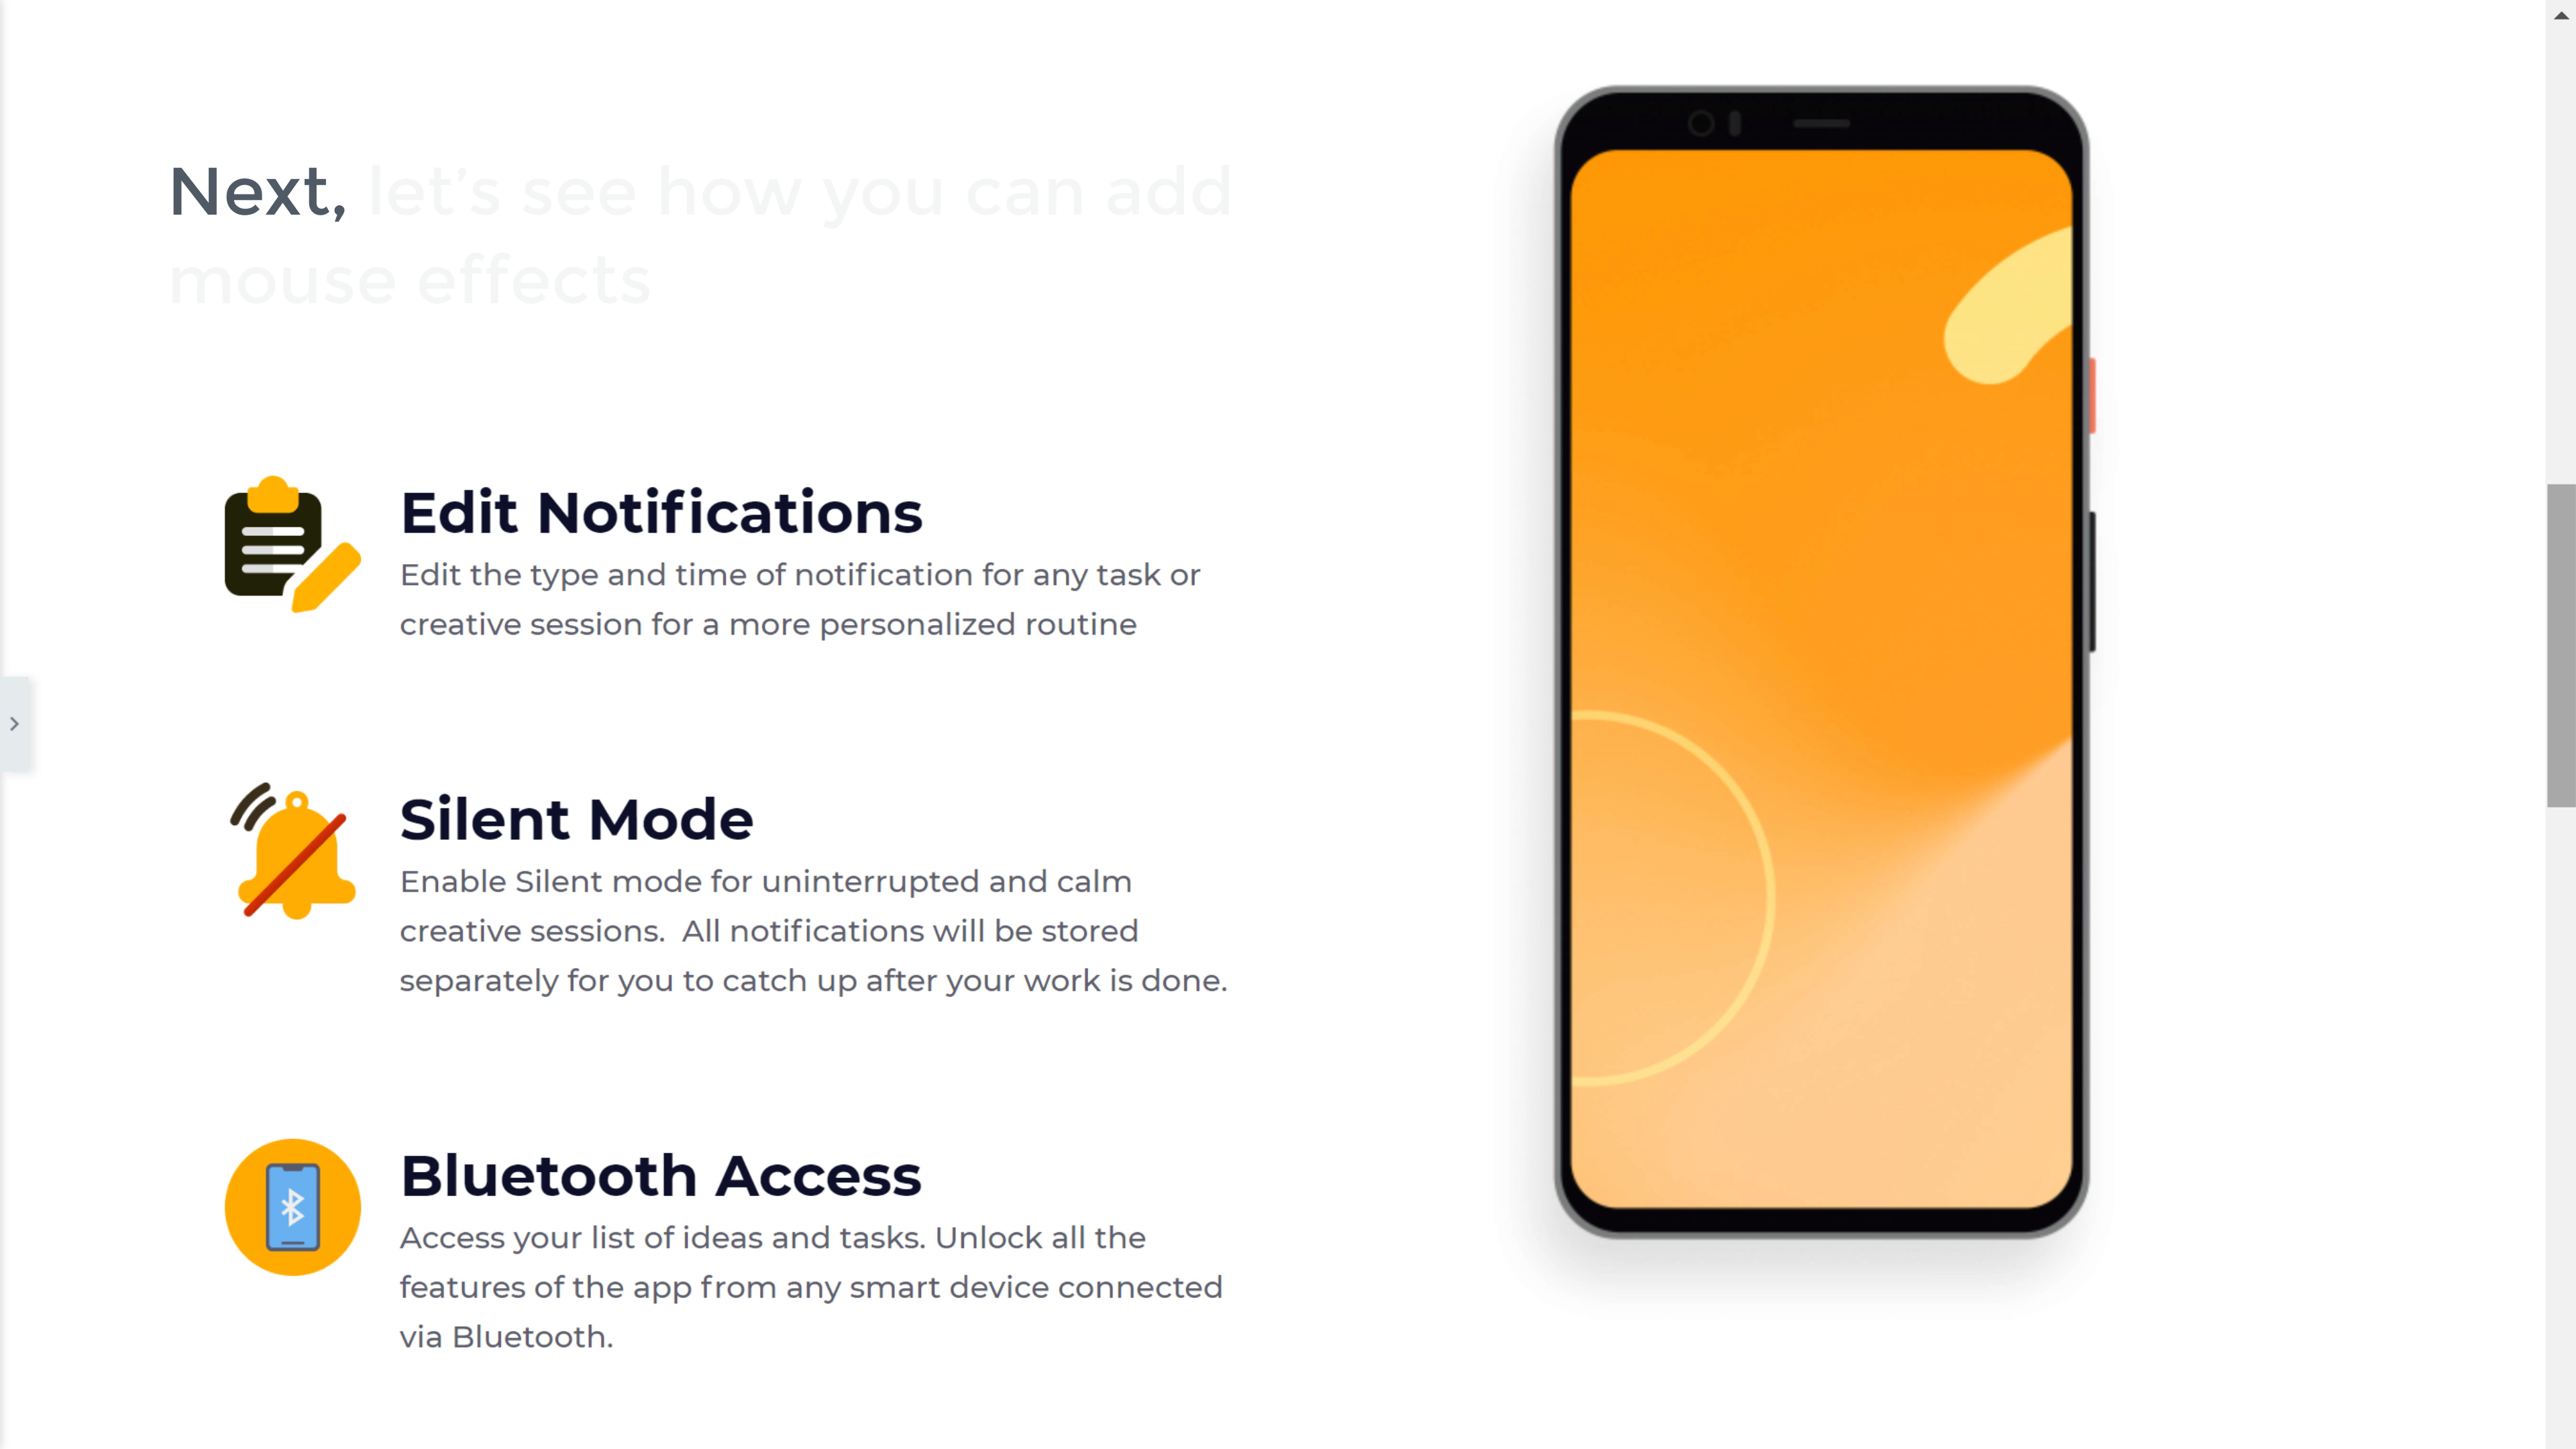 Next, let's see how you can add
mouse effects
Edit Notifications
Edit the type and time of notification for any task or
creative session for a more personalized routine
Silent Mode
Enable Silent mode for uninterrupted and calm
creative sessions.  All notifications will be stored
separately for you to catch up after your work is done.
Bluetooth Access
Access your list of ideas and tasks. Unlock all the
features of the app from any smart device connected
via Bluetooth.